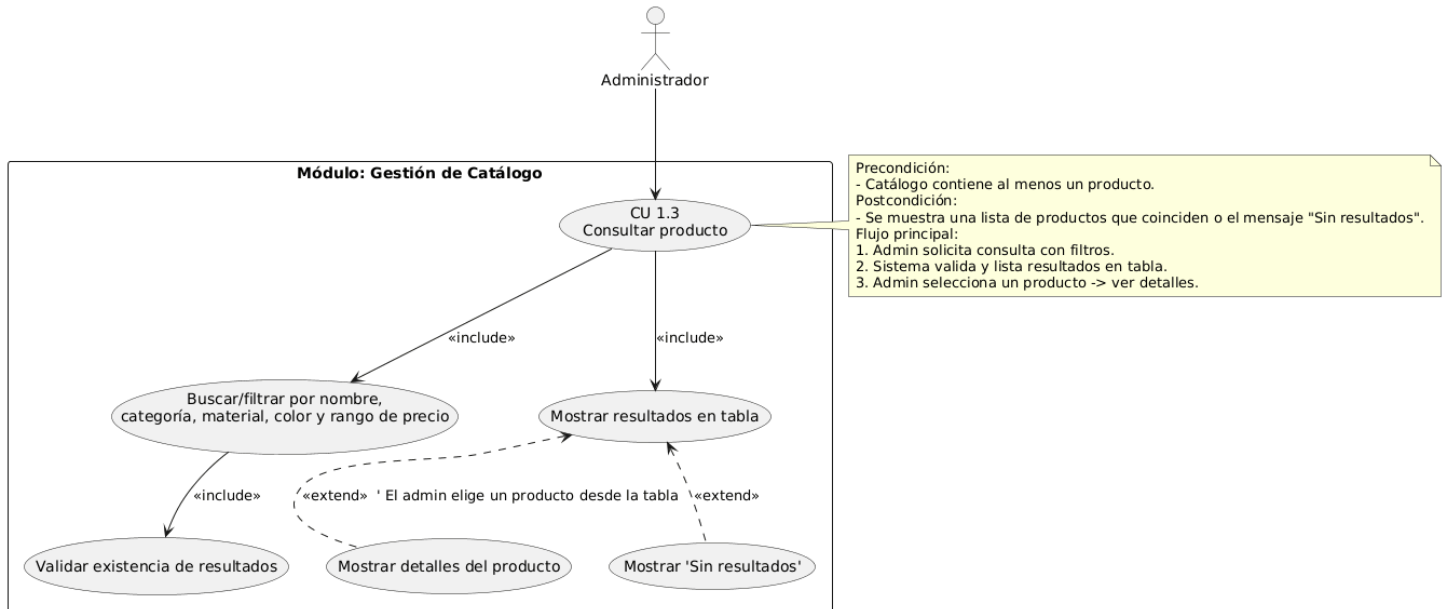 Administrador
Módulo: Gestión de Catálogo
CU 1.3
Consultar producto
Precondición:
- Catálogo contiene al menos un producto.
Postcondición:
- Se muestra una lista de productos que coinciden o el mensaje "Sin resultados".
Flujo principal:
1. Admin solicita consulta con filtros.
2. Sistema valida y lista resultados en tabla.
3. Admin selecciona un producto -> ver detalles.
«include»
«include»
Buscar/filtrar por nombre,
categoría, material, color y rango de precio
Mostrar resultados en tabla
«include»
«extend» ' El admin elige un producto desde la tabla
«extend»
Validar existencia de resultados
Mostrar detalles del producto
Mostrar 'Sin resultados'